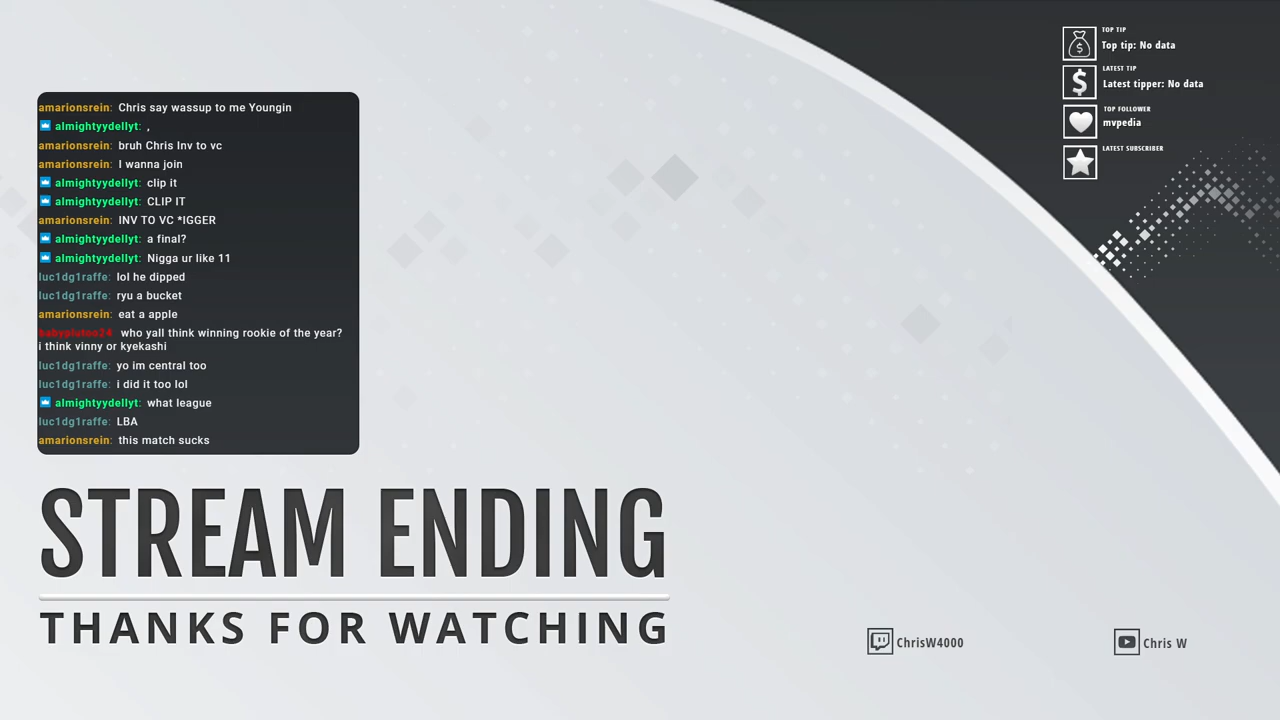 TOP TIP
Top tip: No data
LATEST TIP
Latest tipper: No data
TOP FOLLOWER
mvpedia
LATEST SUBSCRIBER
amarionsrein: Chris say wassup to me Youngin
almightyydellyt: ,
amarionsrein: bruh Chris Inv to vc
amarionsrein: I wanna join
almightyydellyt: clip it
almightyydellyt: CLIP IT
amarionsrein: INV TO VC *IGGER
almightyydellyt: a final?
almightyydellyt: Nigga ur like 11
luc1dg1raffe: lol he dipped
luc1dg1raffe: ryu a bucket
amarionsrein: eat a apple
babyplutoo24: who yall think winning rookie of the year?
i think vinny or kyekashi
luc1dg1raffe: yo im central too
luc1dg1raffe: i did it too lol
almightyydellyt: what league
luc1dg1raffe: LBA
amarionsrein: this match sucks
STREAM ENDING
THANKS FOR WATCHING
ChrisW4000
Chris W